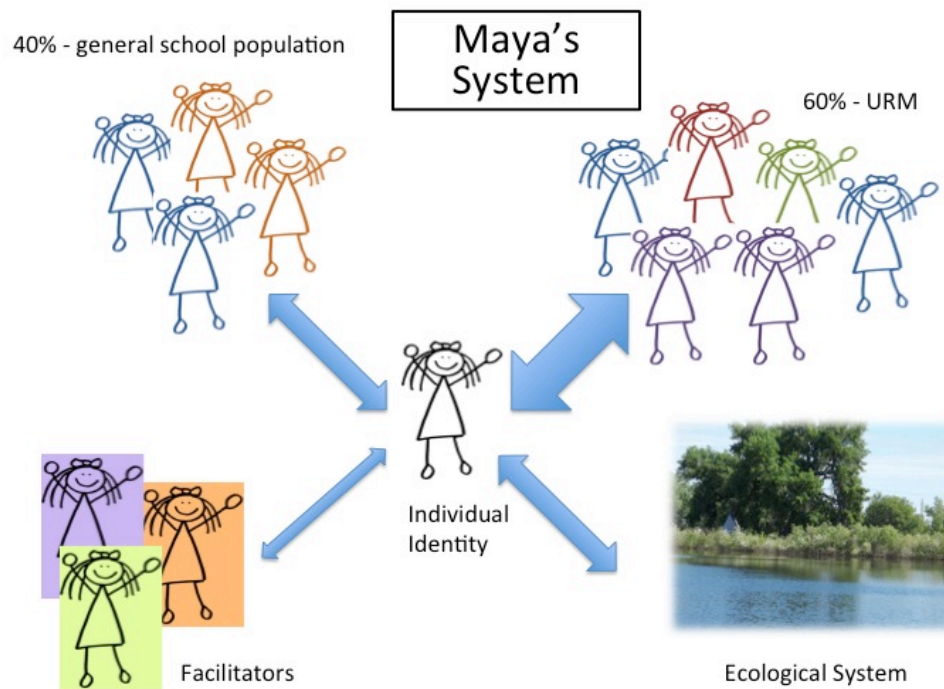 40% - general school population
Maya's
System
60% - URM
Individual
Identity
Facilitators
Ecological System